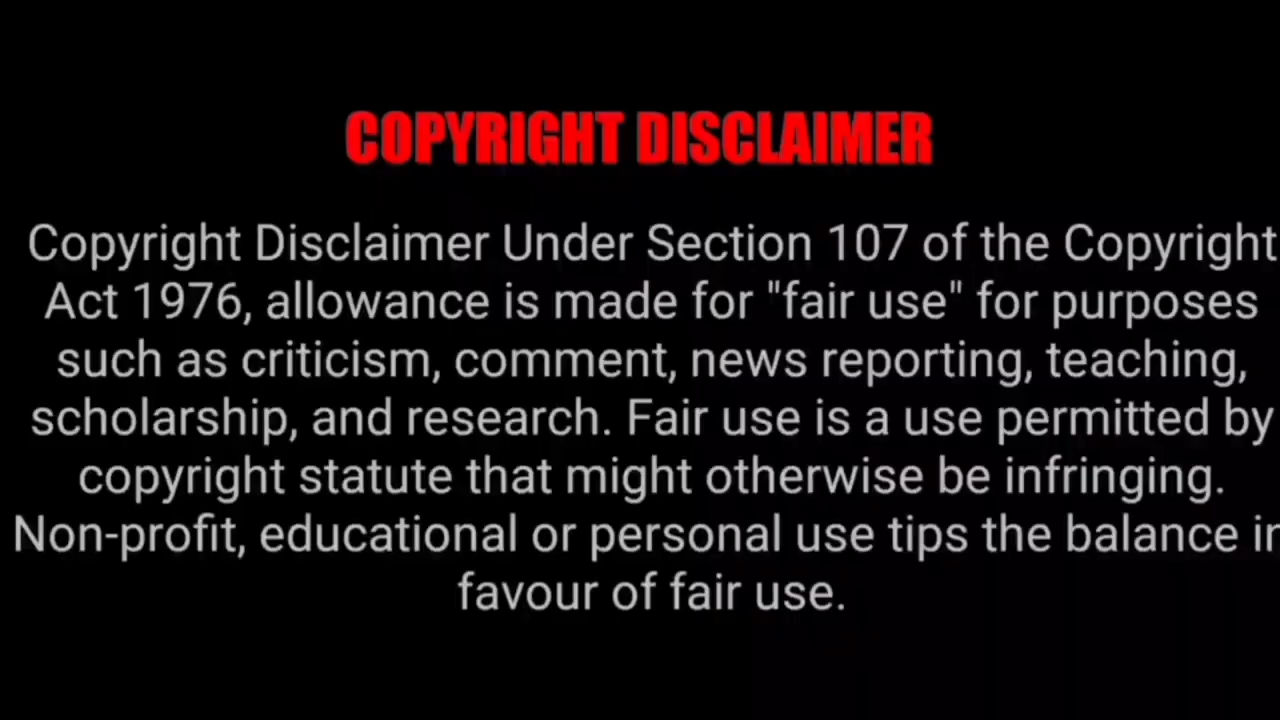 COPYRIGHT DISCLAIMER
Copyright Disclaimer Under Section 107 of the Copyright
Act 1976, allowance is made for "fair use" for purposes
such as criticism, comment, news reporting, teaching,
scholarship, and research. Fair use is a use permitted by
copyright statute that might otherwise be infringing.
Non-profit, educational or personal use tips the balance in
favour of fair use.